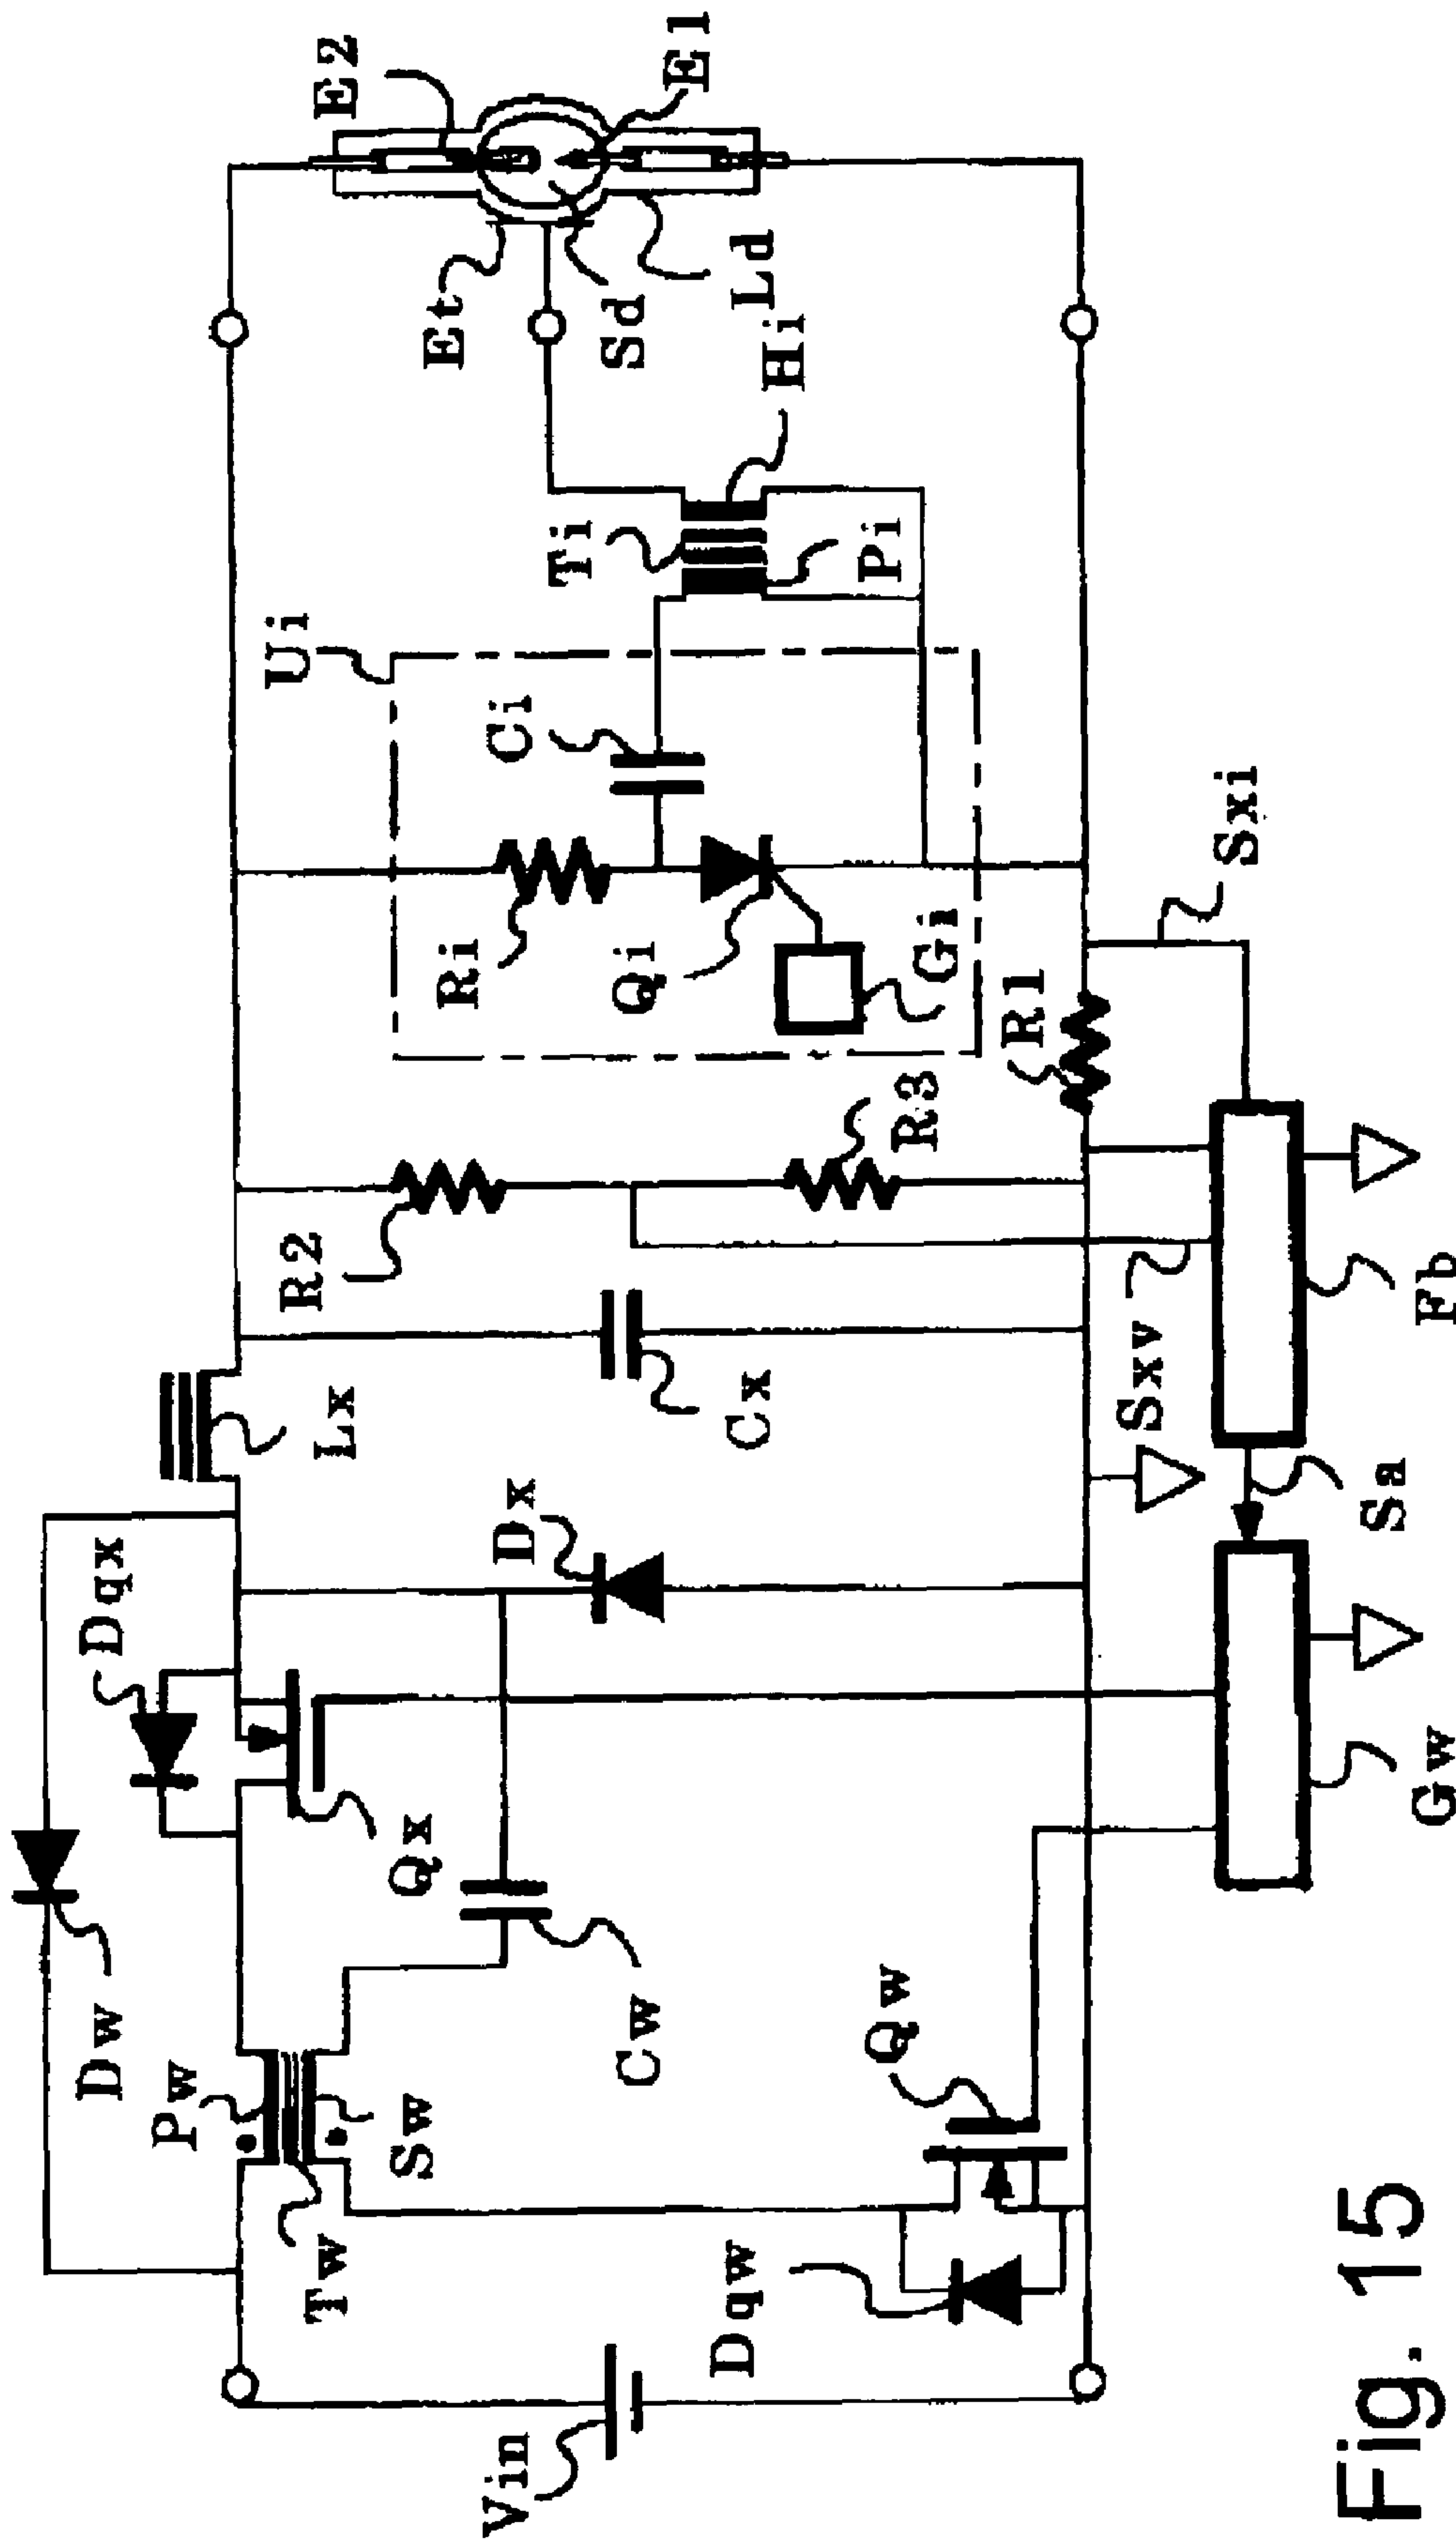 Dw
Dqx
Pw
Lx
Ui
E2
Tw
Sw
Qx
R2
Ri
Ci
Ti
Et
Vin
Cw
Dx
Cx
Qi
Sd
E1
Dqw
Qw
R3
Gi
R1
Pi
Hi
Ld
Sxv
Sxi
Sa
Gw
Fb
Fig. 15